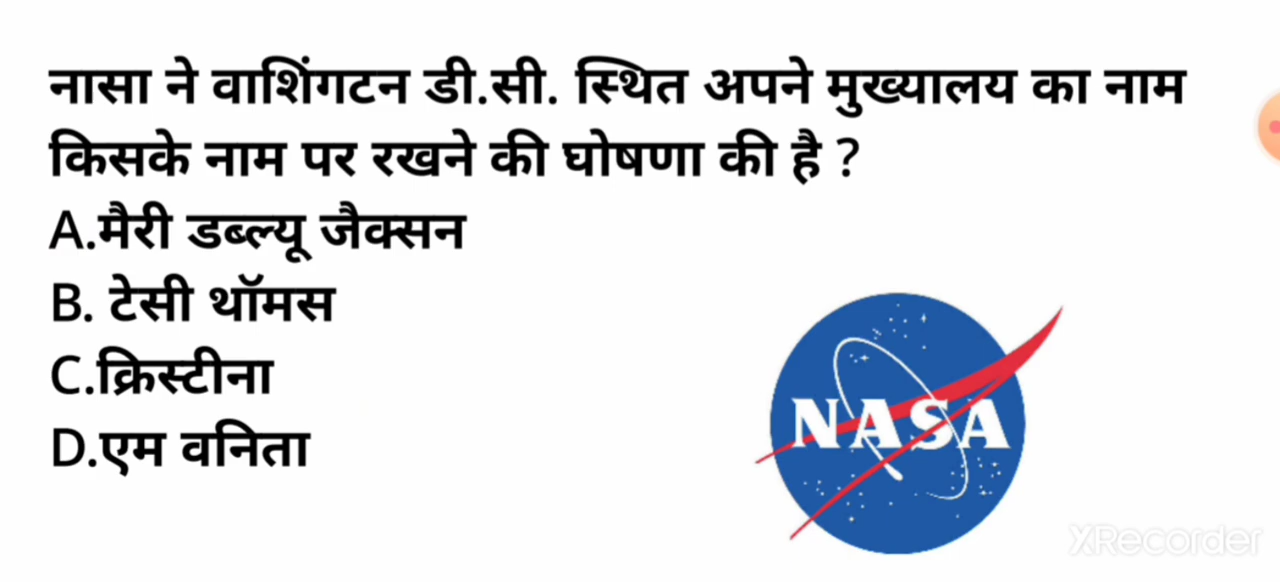 नासा ने वाशिंगटन डी.सी. स्थित अपने मुख्यालय का नाम
किसके नाम पर रखने की घोषणा की है ?
A.मैरी डब्ल्यू जैक्सन
B. टेसी थॉमस
C.क्रिस्टीना
D.एम वनिता
NASA
XRecorder